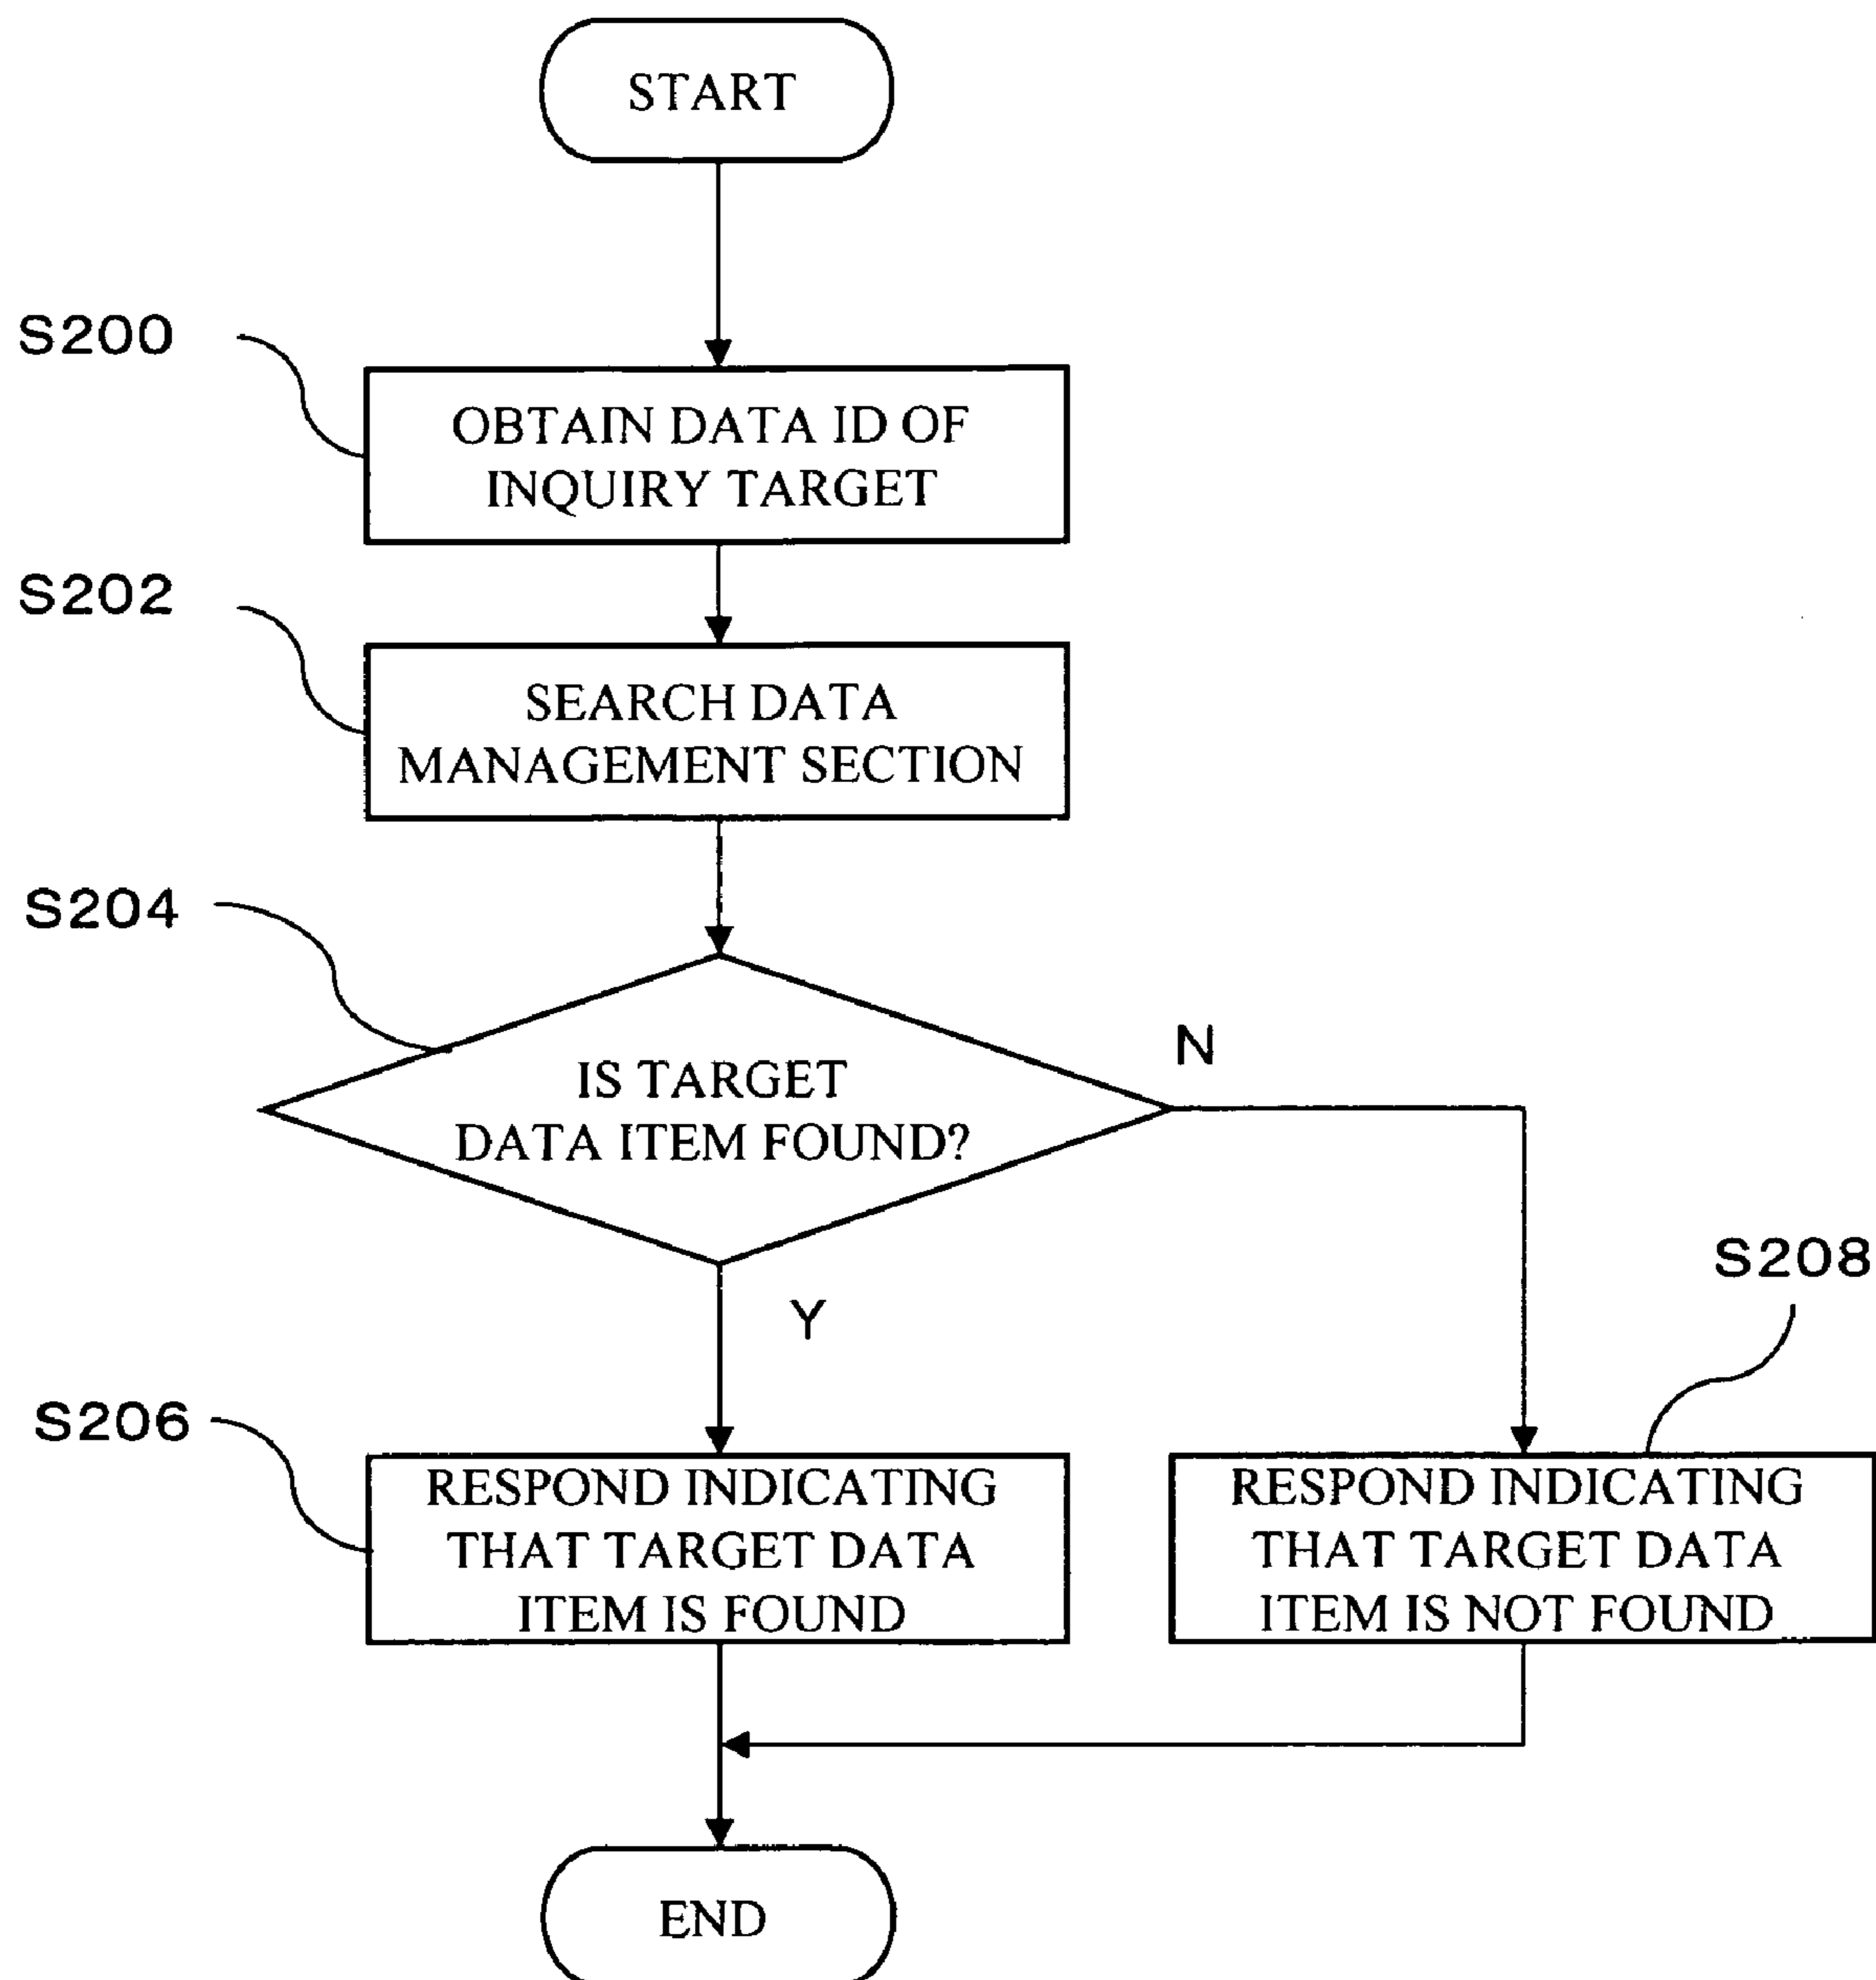 START
S200
OBTAIN DATA ID OF
INQUIRY TARGET
S202
SEARCH DATA
MANAGEMENT SECTION
S204
IS TARGET
DATA ITEM FOUND?
N
Y
S206
RESPOND INDICATING
THAT TARGET DATA
ITEM IS FOUND
S208
RESPOND INDICATING
THAT TARGET DATA
ITEM IS NOT FOUND
END